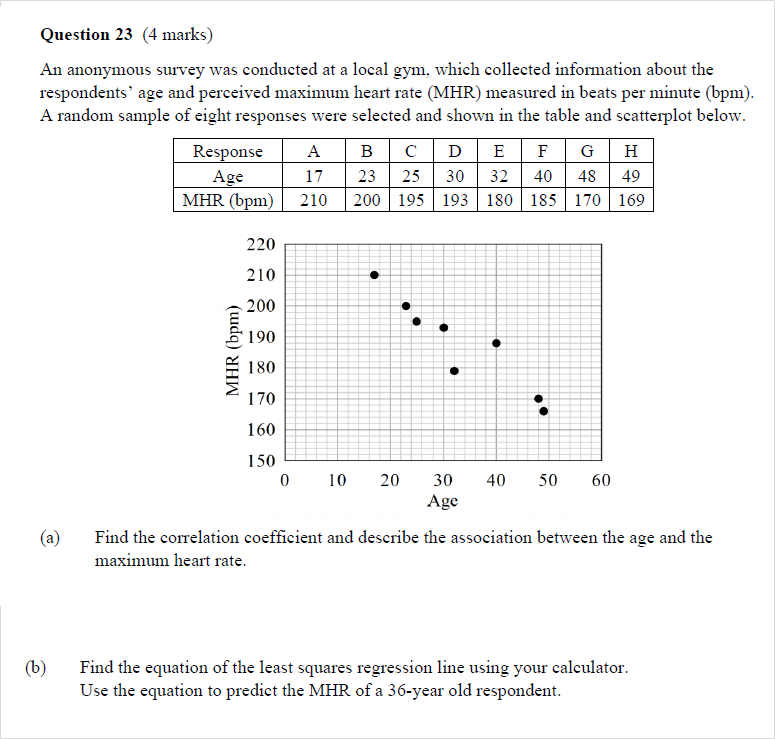 Question 23 (4 marks)
An anonymous survey was conducted at a local gym, which collected information about the
respondents’ age and perceived maximum heart rate (MHR) measured in beats per minute (bpm).
A random sample of eight responses were selected and shown in the table and scatterplot below.
Response A B C D E F G H
Age 17 23 25 30 32 40 48 49
MHR (bpm) 210 200 195 193 180 185 170 169
220
210
200
190
180
170
160
150
MHR (bpm)
0 10 20 30 40 50 60
Age
(a) Find the correlation coefficient and describe the association between the age and the
maximum heart rate.
(b) Find the equation of the least squares regression line using your calculator.
Use the equation to predict the MHR of a 36-year old respondent.